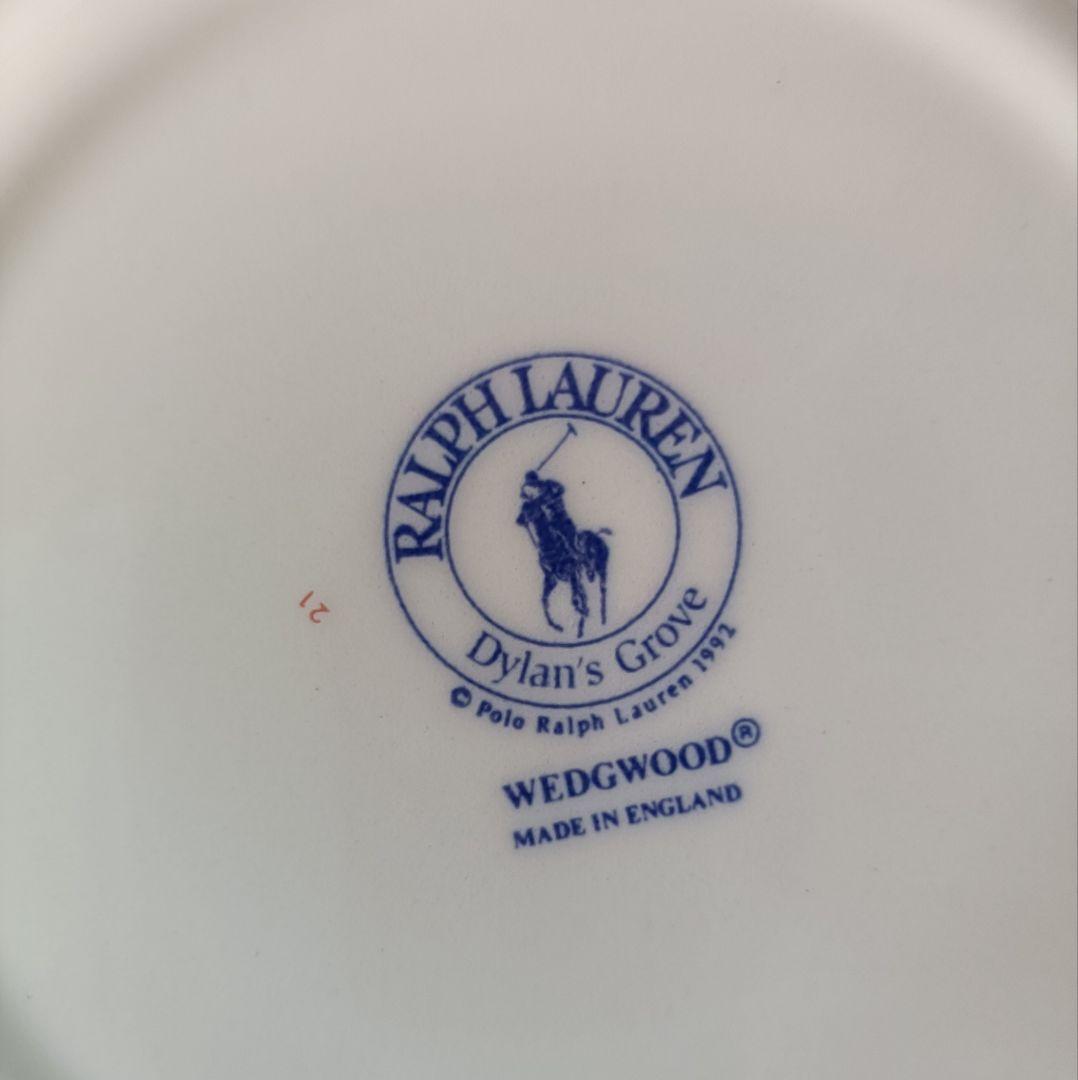 RALPH LAUREN
Dylan's Grove
© Polo Ralph Lauren 1992
WEDGWOOD®
MADE IN ENGLAND
21